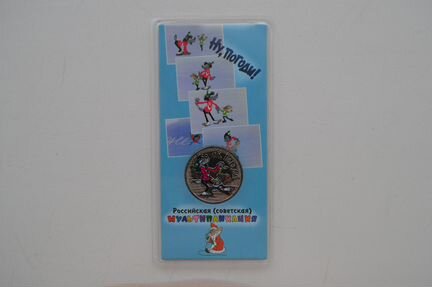 Ну, погоди!
Российская (советская)
мультипликация